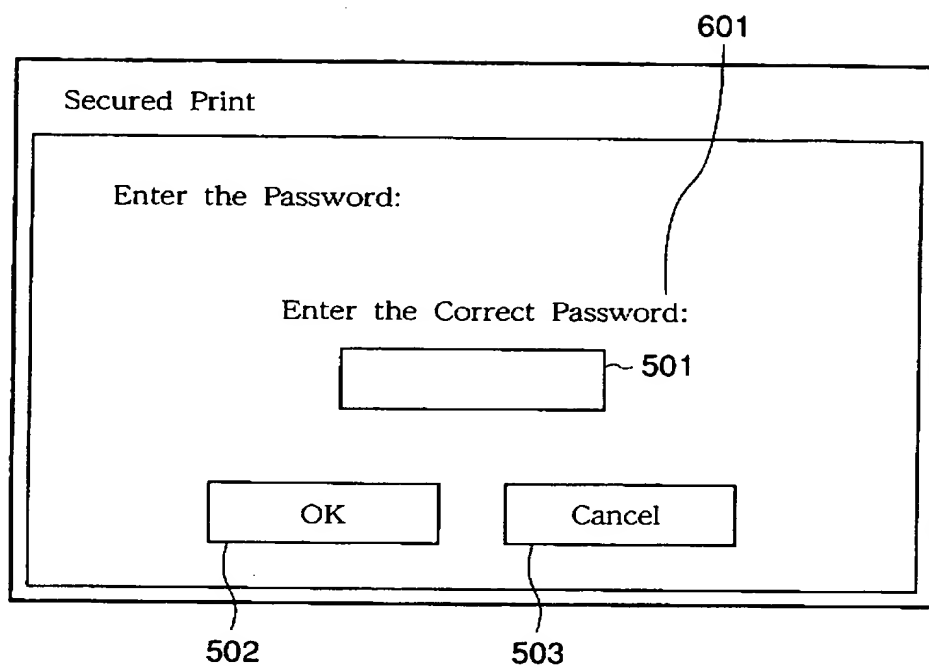 601
Secured Print
Enter the Password:
Enter the Correct Password:
501
OK
Cancel
502
503